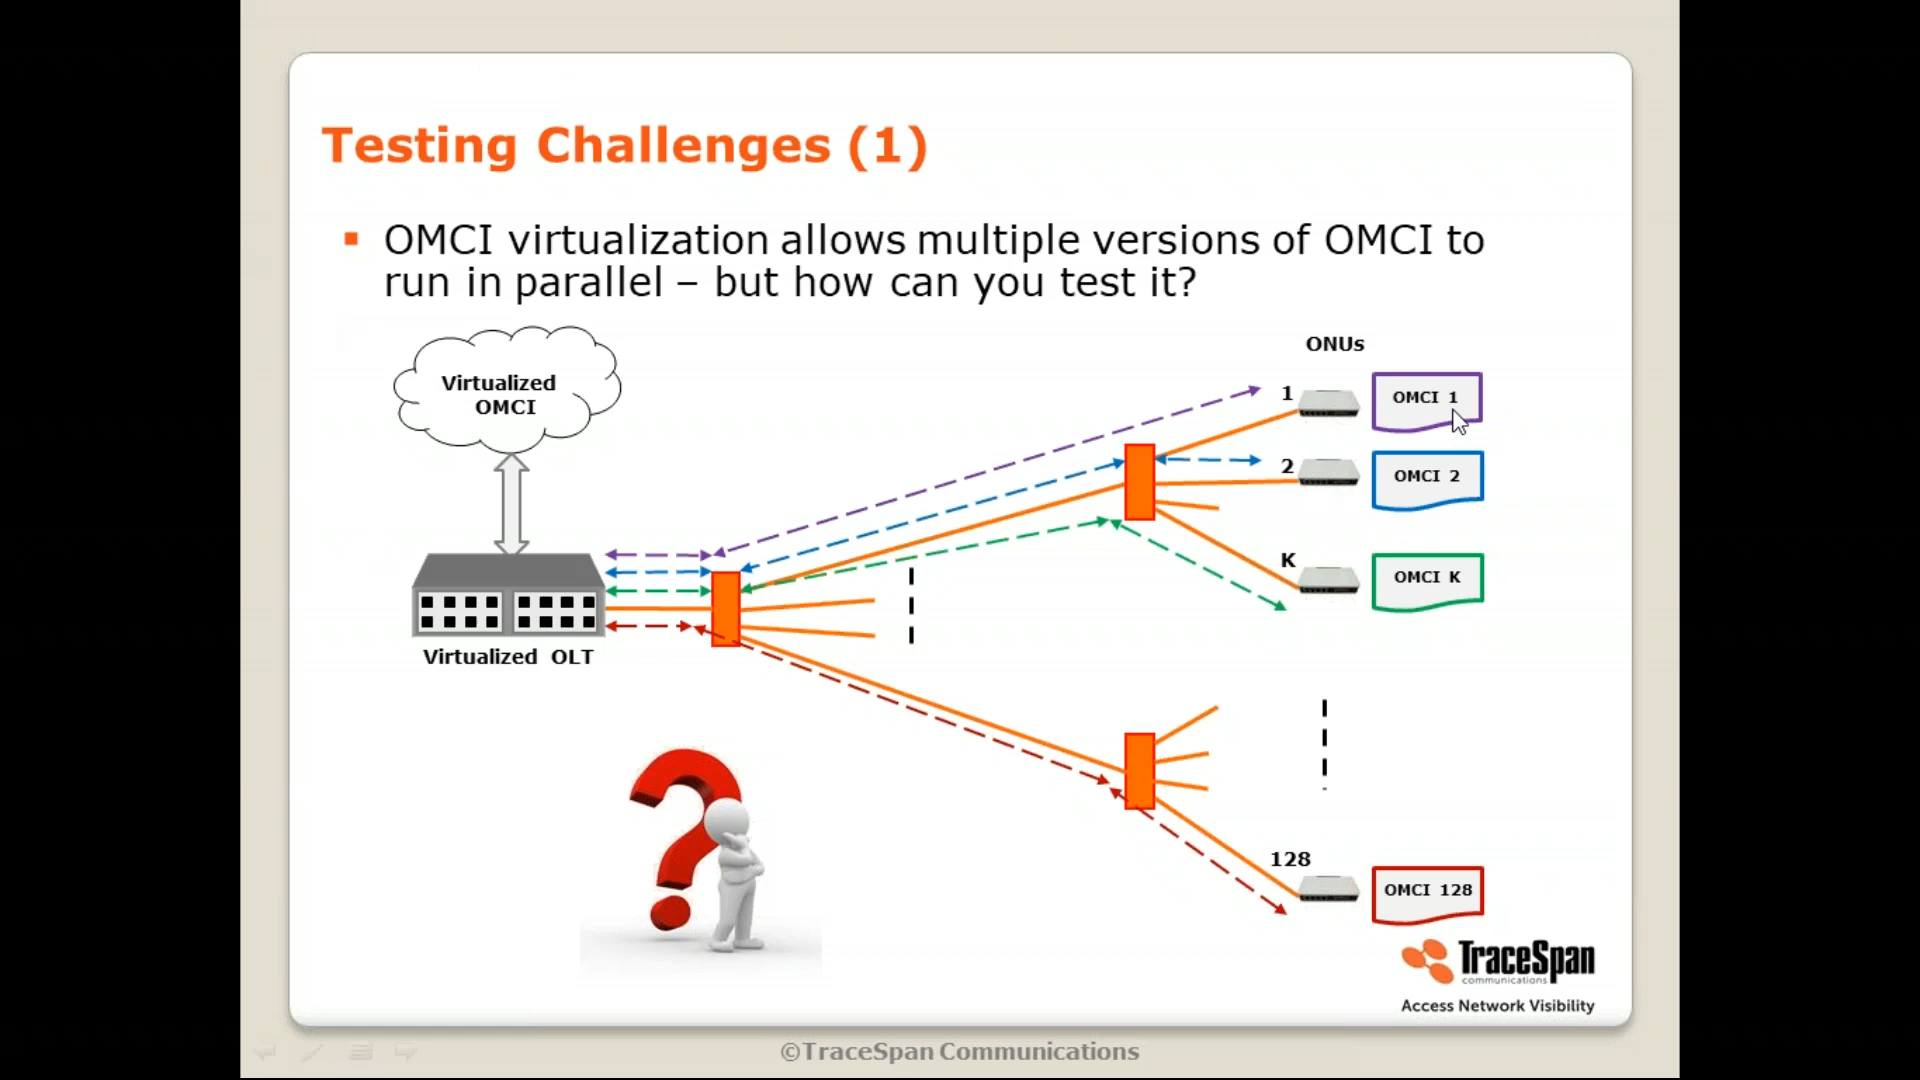 Testing Challenges (1)
▪ OMCI virtualization allows multiple versions of OMCI to
run in parallel – but how can you test it?
Virtualized
OMCI
Virtualized OLT
ONUs
1
OMCI 1
2
OMCI 2
K
OMCI K
128
OMCI 128
TraceSpan
communications
Access Network Visibility
©TraceSpan Communications